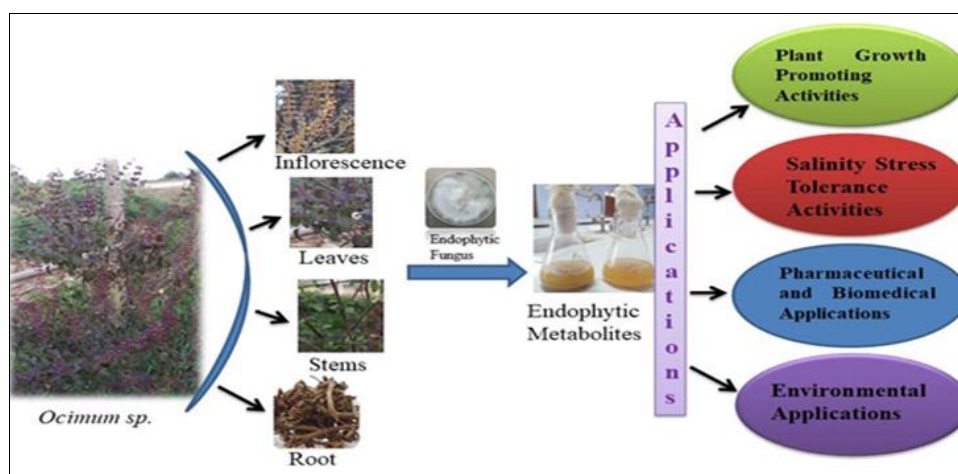 Ocimum sp.
Inflorescence
Leaves
Stems
Root
Endophytic
Fungus
Endophytic
Metabolites
Applications
Plant Growth
Promoting
Activities
Salinity Stress
Tolerance
Activities
Pharmaceutical
and Biomedical
Applications
Environmental
Applications